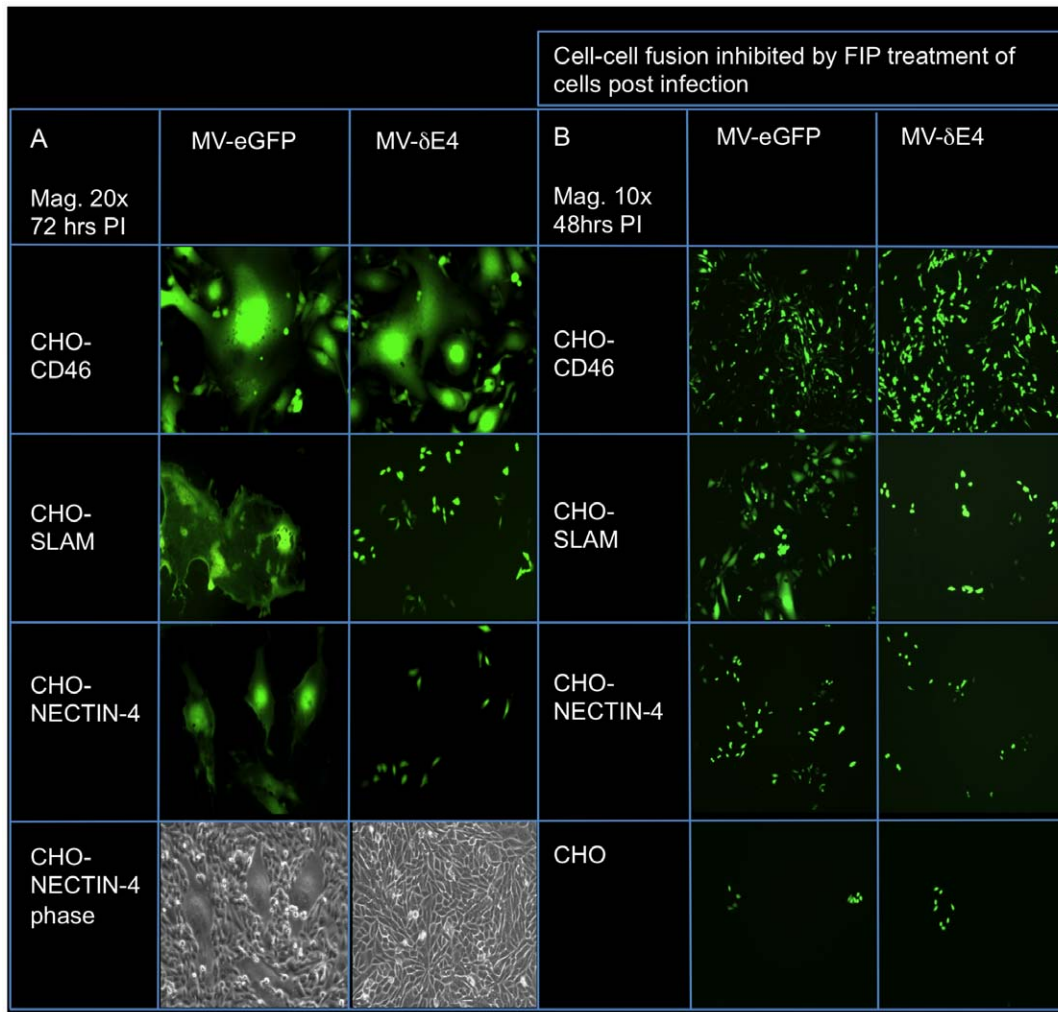 Cell-cell fusion inhibited by FIP treatment of
cells post infection
A
Mag. 20x
72 hrs PI
MV-eGFP
MV-δE4
B
Mag. 10x
48hrs PI
MV-eGFP
MV-δE4
CHO-
CD46
CHO-
CD46
CHO-
SLAM
CHO-
SLAM
CHO-
NECTIN-4
CHO-
NECTIN-4
CHO-
NECTIN-4
phase
CHO